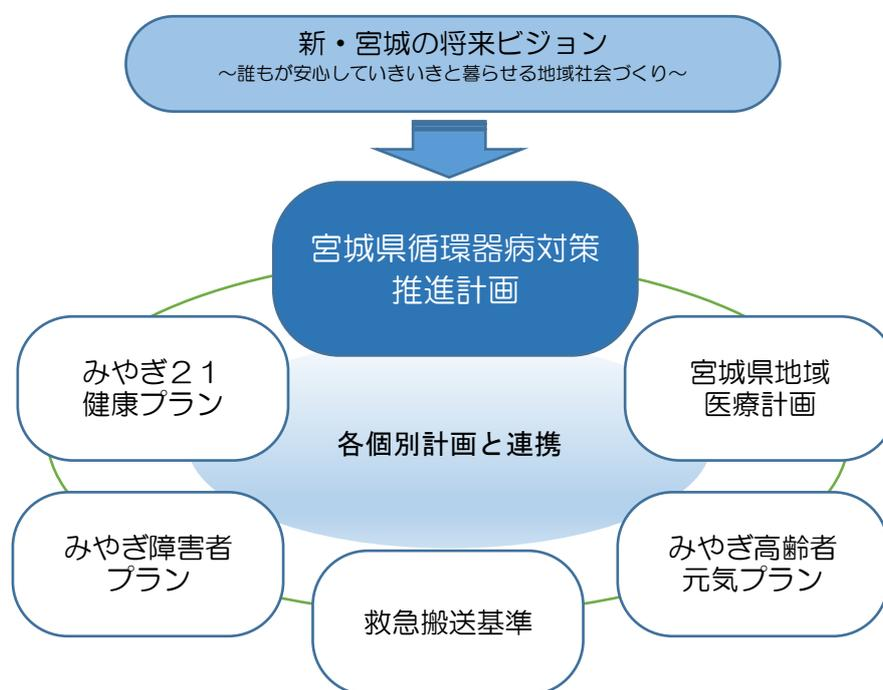 新・宮城の将来ビジョン
～誰もが安心していきいきと暮らせる地域社会づくり～
宮城県循環器病対策
推進計画
みやぎ２１
健康プラン
宮城県地域
医療計画
各個別計画と連携
みやぎ障害者
プラン
みやぎ高齢者
元気プラン
救急搬送基準